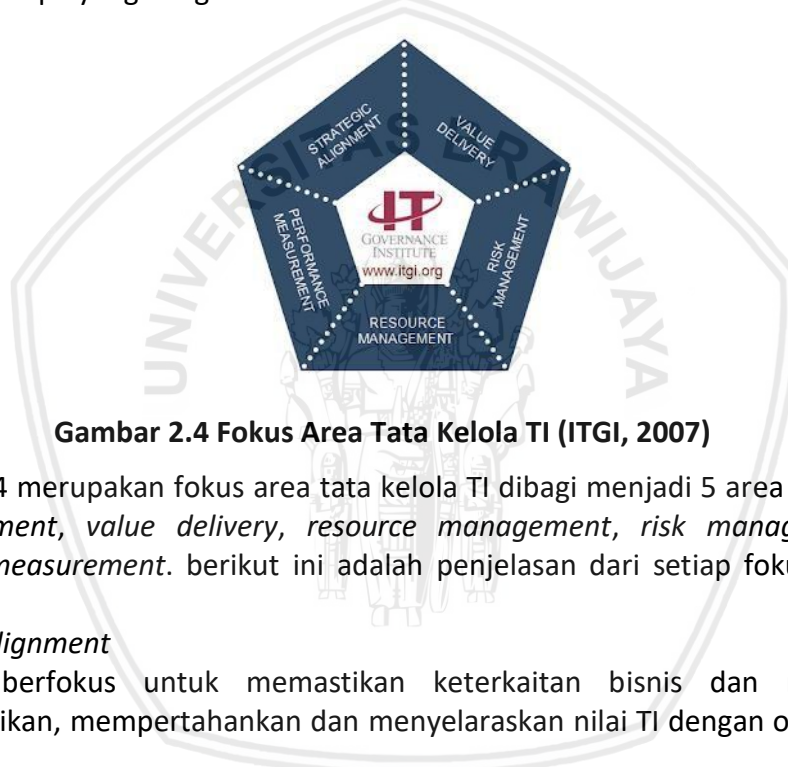 STRATEGIC
ALIGNMENT
VALUE
DELIVERY
PERFORMANCE
MEASUREMENT
IT
GOVERNANCE
INSTITUTE
www.itgi.org
RISK
MANAGEMENT
RESOURCE
MANAGEMENT
UNIVERSITAS BRAWIJAYA
Gambar 2.4 Fokus Area Tata Kelola TI (ITGI, 2007)
4 merupakan fokus area tata kelola TI dibagi menjadi 5 area
ment, value delivery, resource management, risk manag
measurement. berikut ini adalah penjelasan dari setiap foku
lignment
berfokus untuk memastikan keterkaitan bisnis dan
ikan, mempertahankan dan menyelaraskan nilai TI dengan o